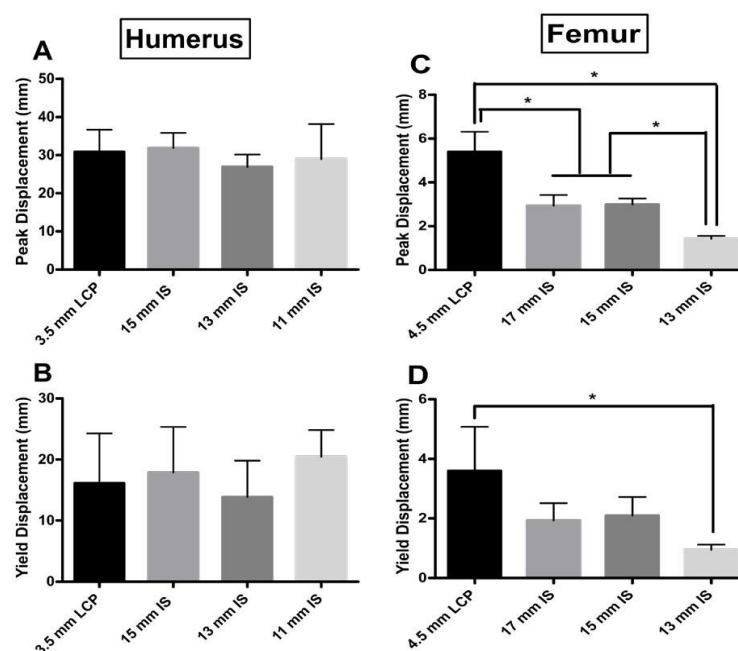 Humerus
Femur
A
Peak Displacement (mm)
50
40
30
20
10
0
3.5 mm LCP
15 mm IS
13 mm IS
11 mm IS
C
Peak Displacement (mm)
8
6
4
2
0
*
*
*
4.5 mm LCP
17 mm IS
15 mm IS
13 mm IS
B
Yield Displacement (mm)
30
20
10
0
3.5 mm LCP
15 mm IS
13 mm IS
11 mm IS
D
Yield Displacement (mm)
6
4
2
0
*
4.5 mm LCP
17 mm IS
15 mm IS
13 mm IS